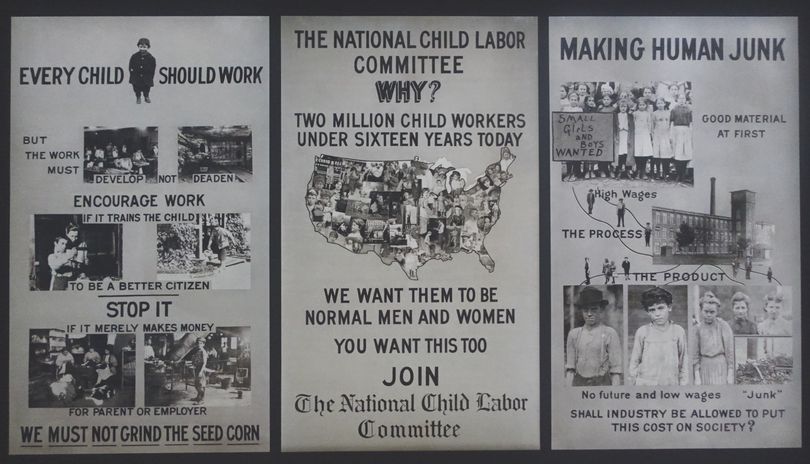 EVERY CHILD SHOULD WORK
BUT
THE WORK
MUST
DEVELOP NOT DEADEN
ENCOURAGE WORK
IF IT TRAINS THE CHILD
TO BE A BETTER CITIZEN
STOP IT
IF IT MERELY MAKES MONEY
FOR PARENT OR EMPLOYER
WE MUST NOT GRIND THE SEED CORN
THE NATIONAL CHILD LABOR
COMMITTEE
WHY?
TWO MILLION CHILD WORKERS
UNDER SIXTEEN YEARS TODAY
WE WANT THEM TO BE
NORMAL MEN AND WOMEN
YOU WANT THIS TOO
JOIN
The National Child Labor
Committee
MAKING HUMAN JUNK
SMALL
GIRLS
AND
BOYS
WANTED
GOOD MATERIAL
AT FIRST
High Wages
THE PROCESS
THE PRODUCT
No future and low wages "Junk"
SHALL INDUSTRY BE ALLOWED TO PUT
THIS COST ON SOCIETY?